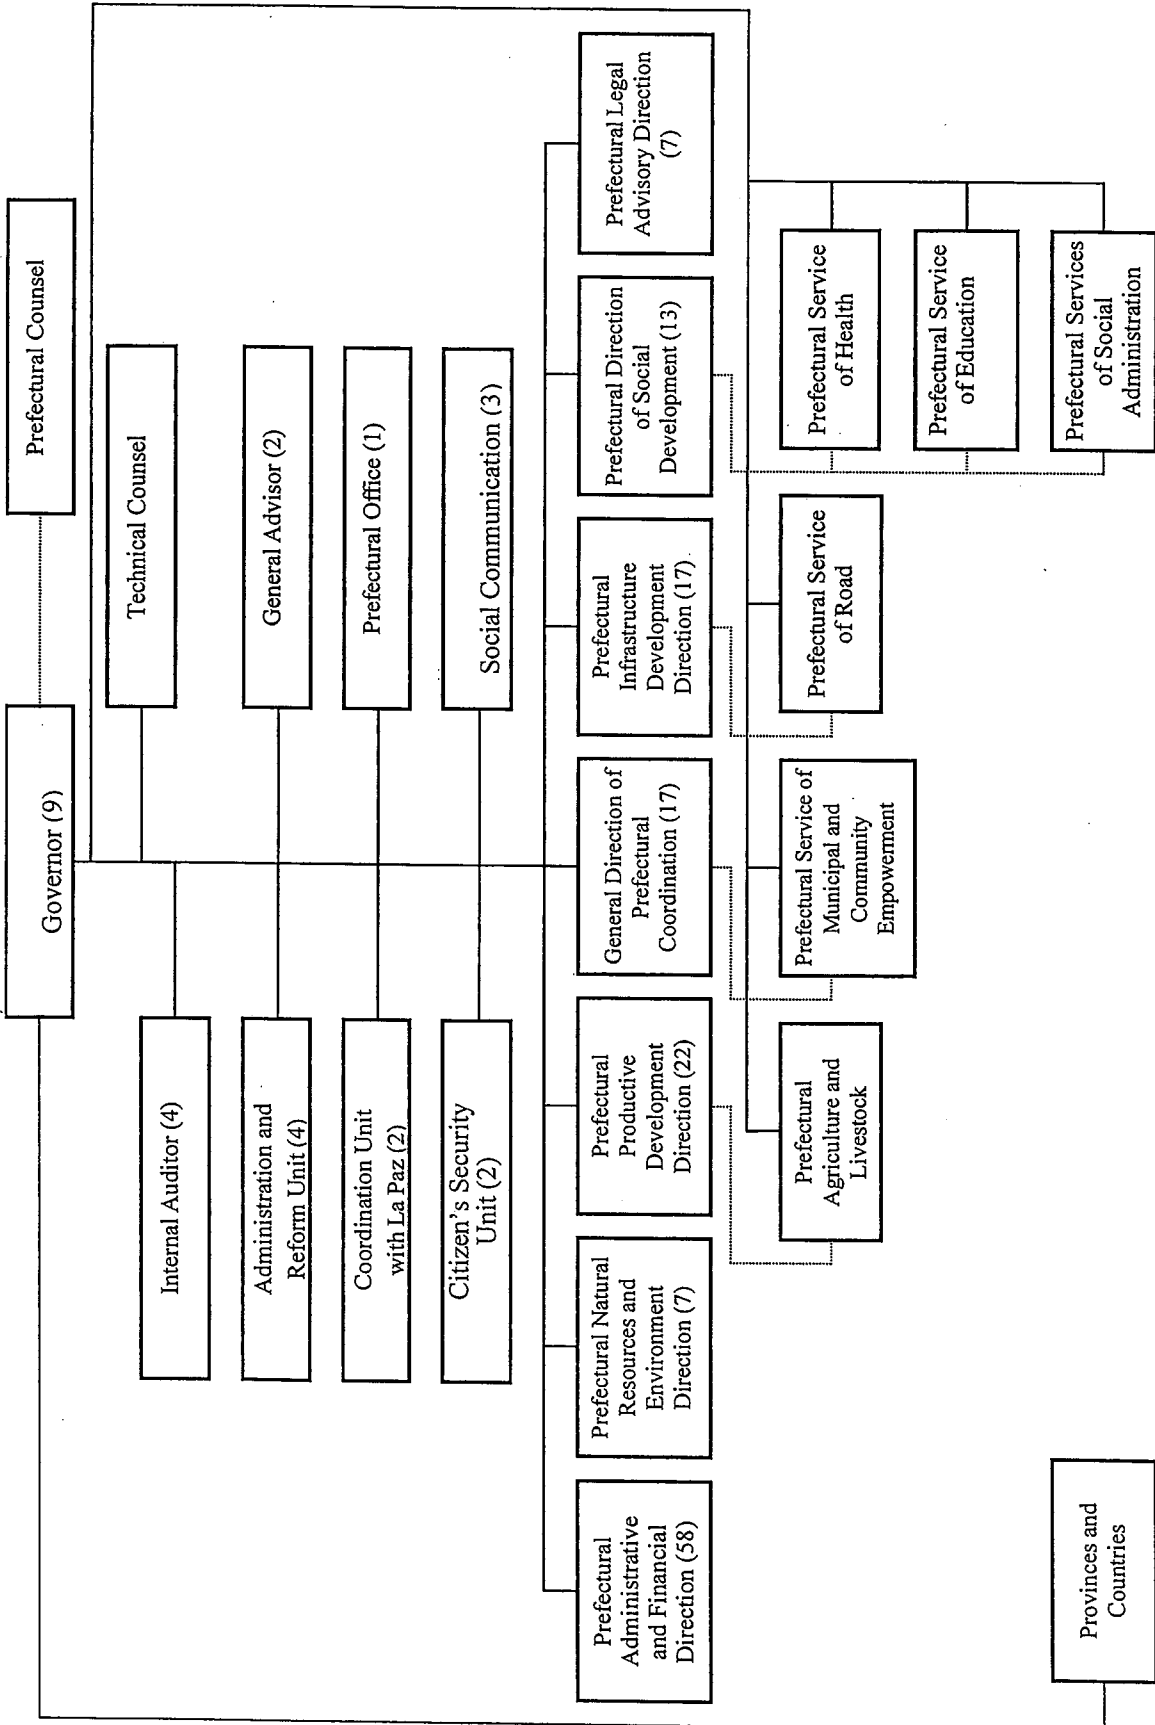 Governor (9)
Prefectural Counsel
Technical Counsel
Internal Auditor (4)
General Advisor (2)
Administration and
Reform Unit (4)
Prefectural Office (1)
Coordination Unit
with La Paz (2)
Social Communication (3)
Citizen's Security
Unit (2)
Prefectural
Administrative
and Financial
Direction (58)
Prefectural Natural
Resources and
Environment
Direction (7)
Prefectural
Productive
Development
Direction (22)
General Direction of
Prefectural
Coordination (17)
Prefectural
Infrastructure
Development
Direction (17)
Prefectural Direction
of Social
Development (13)
Prefectural Legal
Advisory Direction
(7)
Prefectural
Agriculture and
Livestock
Prefectural Service of
Municipal and
Community
Empowerment
Prefectural Service
of Road
Prefectural Service
of Health
Prefectural Service
of Education
Prefectural Services
of Social
Administration
Provinces and
Countries